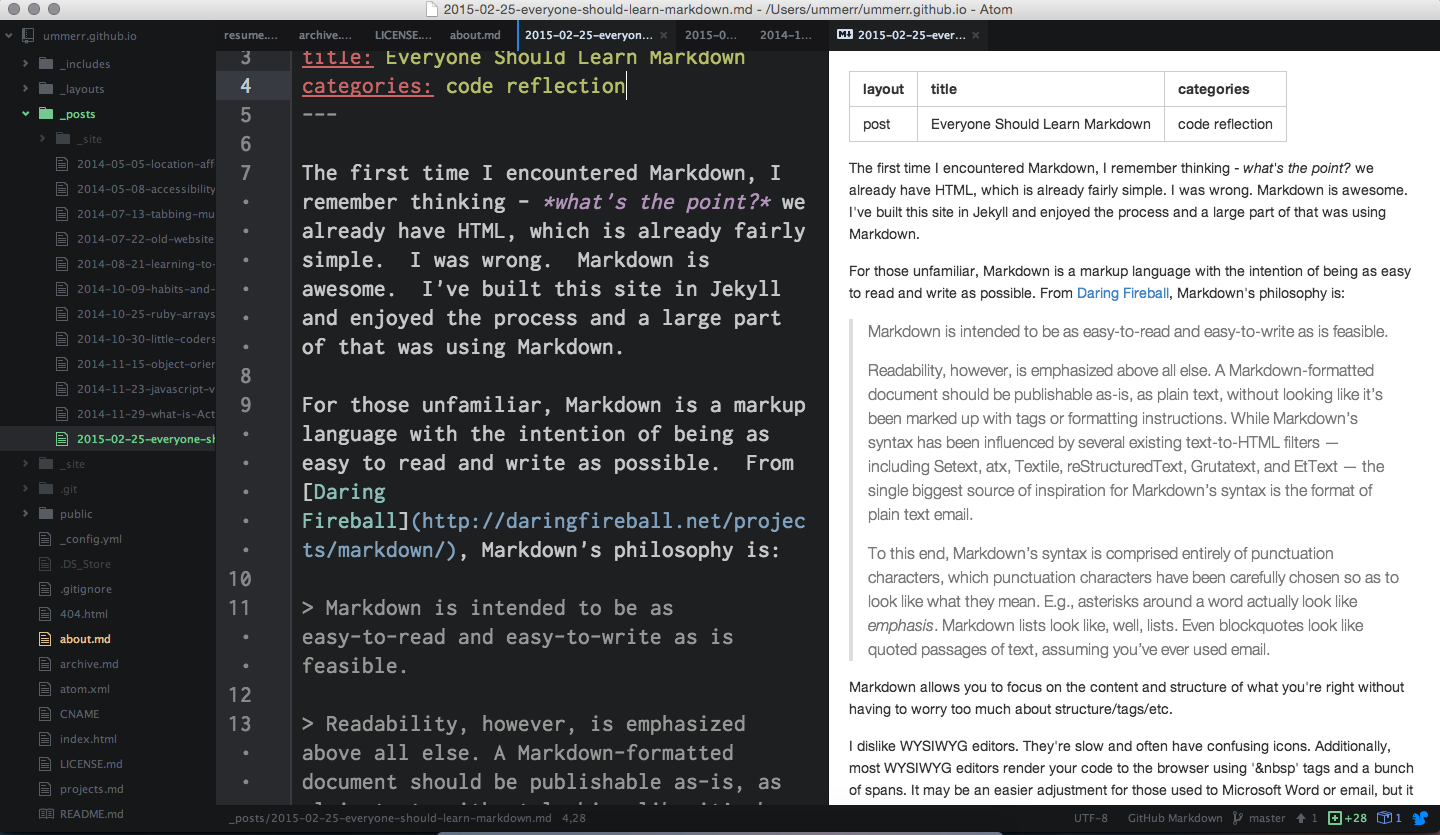 2015-02-25-everyone-should-learn-markdown.md - /Users/ummerr/ummerr.github.io - Atom
ummerr.github.io
_includes
_layouts
_posts
_site
2014-05-05-location-aff
2014-05-08-accessibility
2014-07-13-tabbing-mu
2014-07-22-old-website
2014-08-21-learning-to-
2014-10-09-habits-and-
2014-10-25-ruby-arrays
2014-10-30-little-coders
2014-11-15-object-orier
2014-11-23-javascript-v
2014-11-29-what-is-Act
2015-02-25-everyone-sh
_site
.git
public
_config.yml
.DS_Store
.gitignore
404.html
about.md
archive.md
atom.xml
CNAME
index.html
LICENSE.md
projects.md
README.md
resume.... archive.... LICENSE.... about.md 2015-02-25-everyon... × 2015-0... 2014-1...
3 title: Everyone Should Learn Markdown
4 categories: code reflection
5 ---
6
7 The first time I encountered Markdown, I
• remember thinking - *what's the point?* we
• already have HTML, which is already fairly
• simple.  I was wrong.  Markdown is
• awesome.  I've built this site in Jekyll
• and enjoyed the process and a large part
• of that was using Markdown.
8
9 For those unfamiliar, Markdown is a markup
• language with the intention of being as
• easy to read and write as possible.  From
• [Daring
• Fireball](http://daringfireball.net/projec
• ts/markdown/), Markdown's philosophy is:
10
11 > Markdown is intended to be as
• easy-to-read and easy-to-write as is
• feasible.
12
13 > Readability, however, is emphasized
• above all else. A Markdown-formatted
• document should be publishable as-is, as
2015-02-25-ever... ×
layout title categories
post Everyone Should Learn Markdown code reflection
The first time I encountered Markdown, I remember thinking - what's the point? we
already have HTML, which is already fairly simple. I was wrong. Markdown is awesome.
I've built this site in Jekyll and enjoyed the process and a large part of that was using
Markdown.
For those unfamiliar, Markdown is a markup language with the intention of being as easy
to read and write as possible. From Daring Fireball, Markdown's philosophy is:
Markdown is intended to be as easy-to-read and easy-to-write as is feasible.
Readability, however, is emphasized above all else. A Markdown-formatted
document should be publishable as-is, as plain text, without looking like it's
been marked up with tags or formatting instructions. While Markdown's
syntax has been influenced by several existing text-to-HTML filters —
including Setext, atx, Textile, reStructuredText, Grutatext, and EtText — the
single biggest source of inspiration for Markdown's syntax is the format of
plain text email.
To this end, Markdown's syntax is comprised entirely of punctuation
characters, which punctuation characters have been carefully chosen so as to
look like what they mean. E.g., asterisks around a word actually look like
emphasis. Markdown lists look like, well, lists. Even blockquotes look like
quoted passages of text, assuming you've ever used email.
Markdown allows you to focus on the content and structure of what you're right without
having to worry too much about structure/tags/etc.
I dislike WYSIWYG editors. They're slow and often have confusing icons. Additionally,
most WYSIWYG editors render your code to the browser using '&nbsp' tags and a bunch
of spans. It may be an easier adjustment for those used to Microsoft Word or email, but it
_posts/2015-02-25-everyone-should-learn-markdown.md 4,28 UTF-8 GitHub Markdown master 1 +28 1